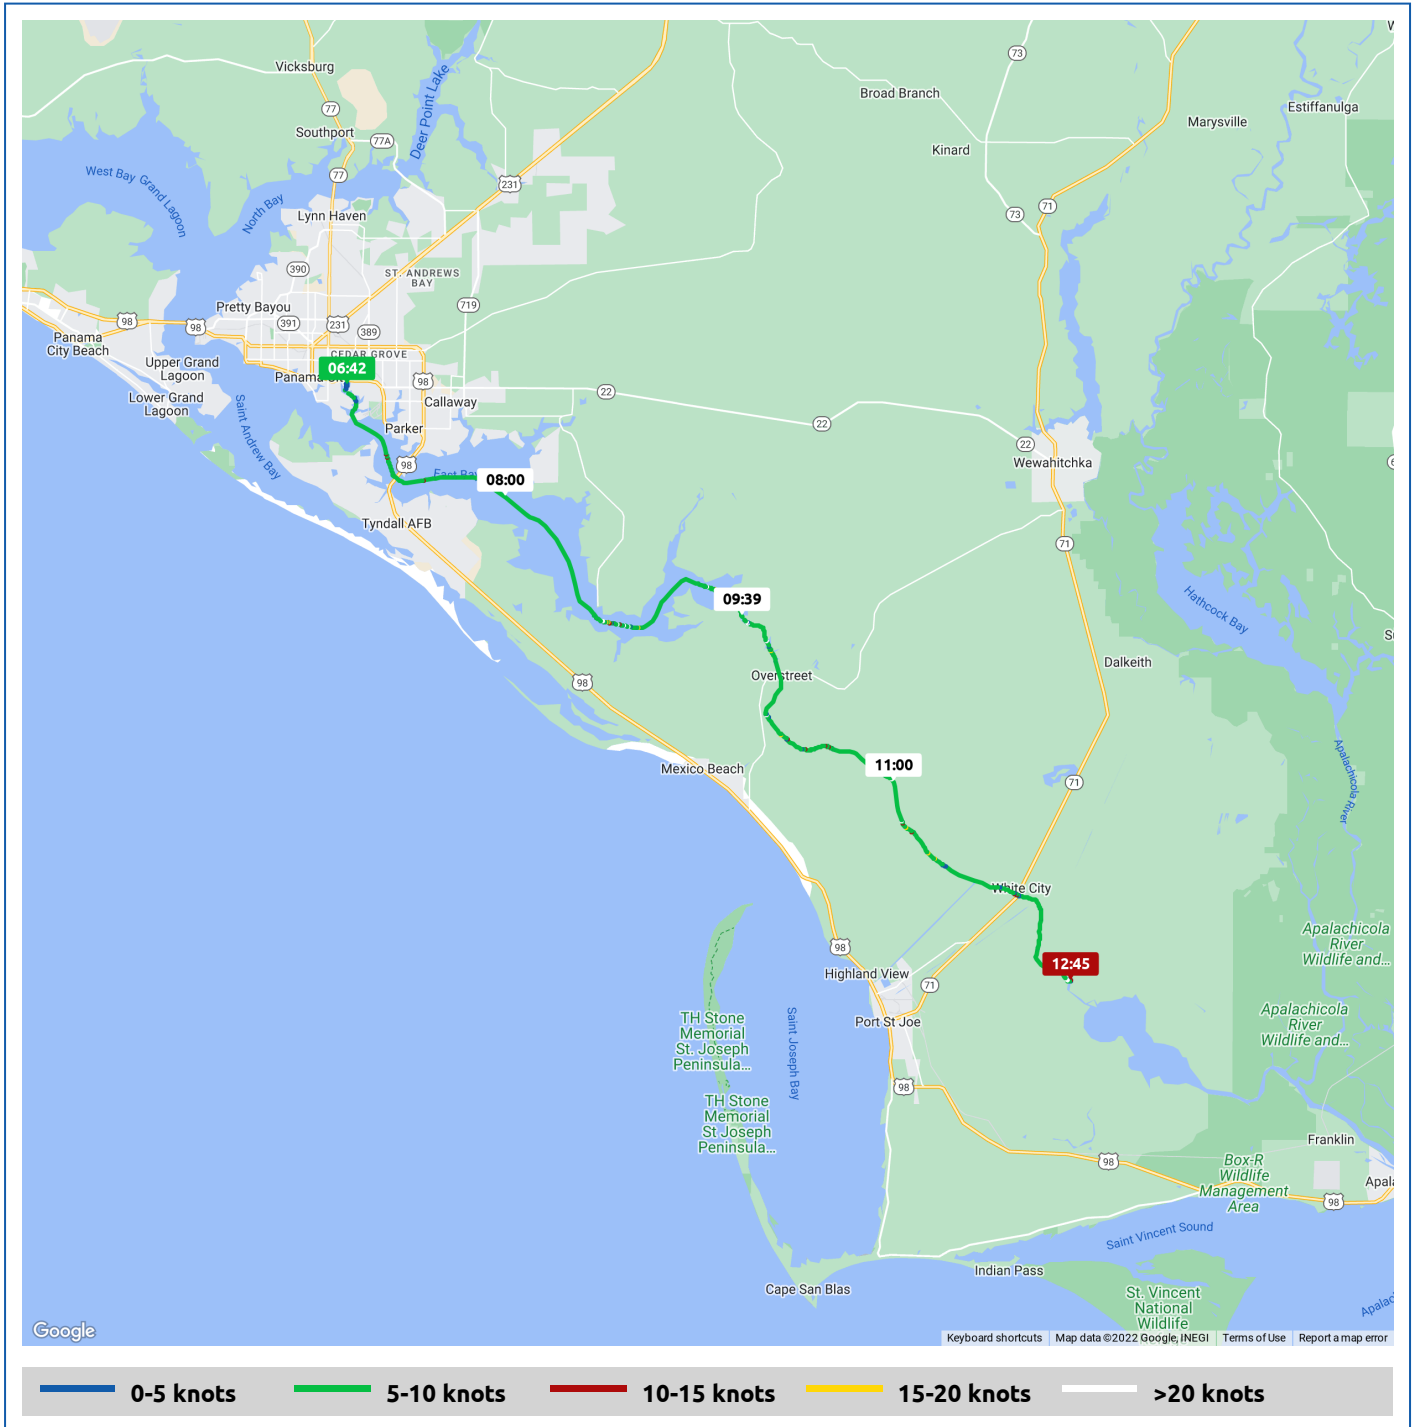 Vicksburg
73
Broad Branch
Estiffanulga
77
Deer Point Lake
Marysville
Southport
77A
Kinard
West Bay
Grand Lagoon
77
231
North Bay
Lynn Haven
73
71
390
ST. ANDREWS
BAY
Pretty Bayou
719
98
98
391
231
389
Panama
City Beach
CEDAR GROVE
Upper Grand
Lagoon
06:42
Panama
98
22
Lower Grand
Lagoon
Callaway
Saint Andrew Bay
22
Parker
22
98
Wewahitchka
East Bay
08:00
Tyndall AFB
71
09:39
Hathcock Bay
Dalkeith
98
Overstreet
Mexico Beach
11:00
71
Apalachicola River
White City
Apalachicola
River
Wildlife and...
98
12:45
Highland View
71
TH Stone
Memorial
St. Joseph
Peninsula...
Saint Joseph Bay
Port St Joe
Apalachicola
River
Wildlife and...
98
TH Stone
Memorial
St Joseph
Peninsula...
Franklin
98
Box-R
Wildlife
Management
Area
98
Saint Vincent Sound
Indian Pass
Cape San Blas
St. Vincent
National
Wildlife
Google
Keyboard shortcuts
Map data ©2022 Google, INEGI
Terms of Use
Report a map error
0-5 knots
5-10 knots
10-15 knots
15-20 knots
>20 knots